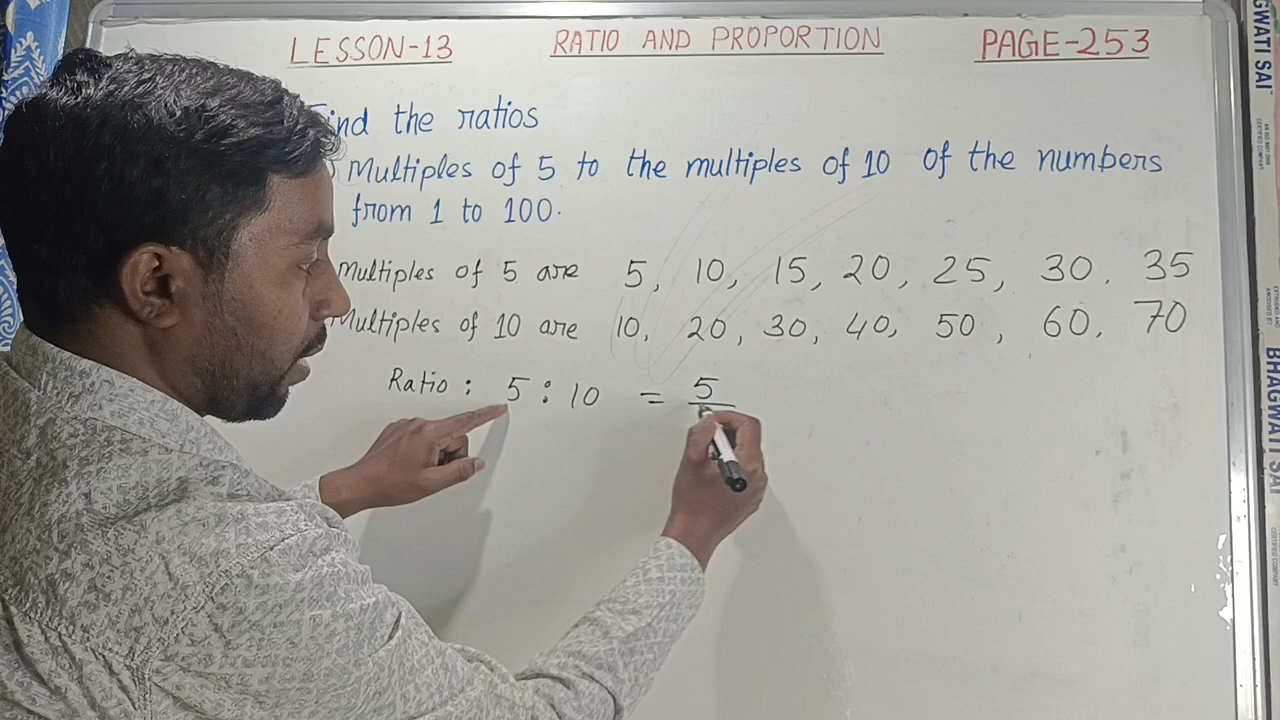 LESSON-13 RATIO AND PROPORTION PAGE-253
Find the ratios
Multiples of 5 to the multiples of 10 of the numbers
from 1 to 100.
Multiples of 5 are 5, 10, 15, 20, 25, 30, 35
Multiples of 10 are 10, 20, 30, 40, 50, 60, 70
Ratio : 5 : 10 = 5
GWATI SAI
BHAGWATI SAI